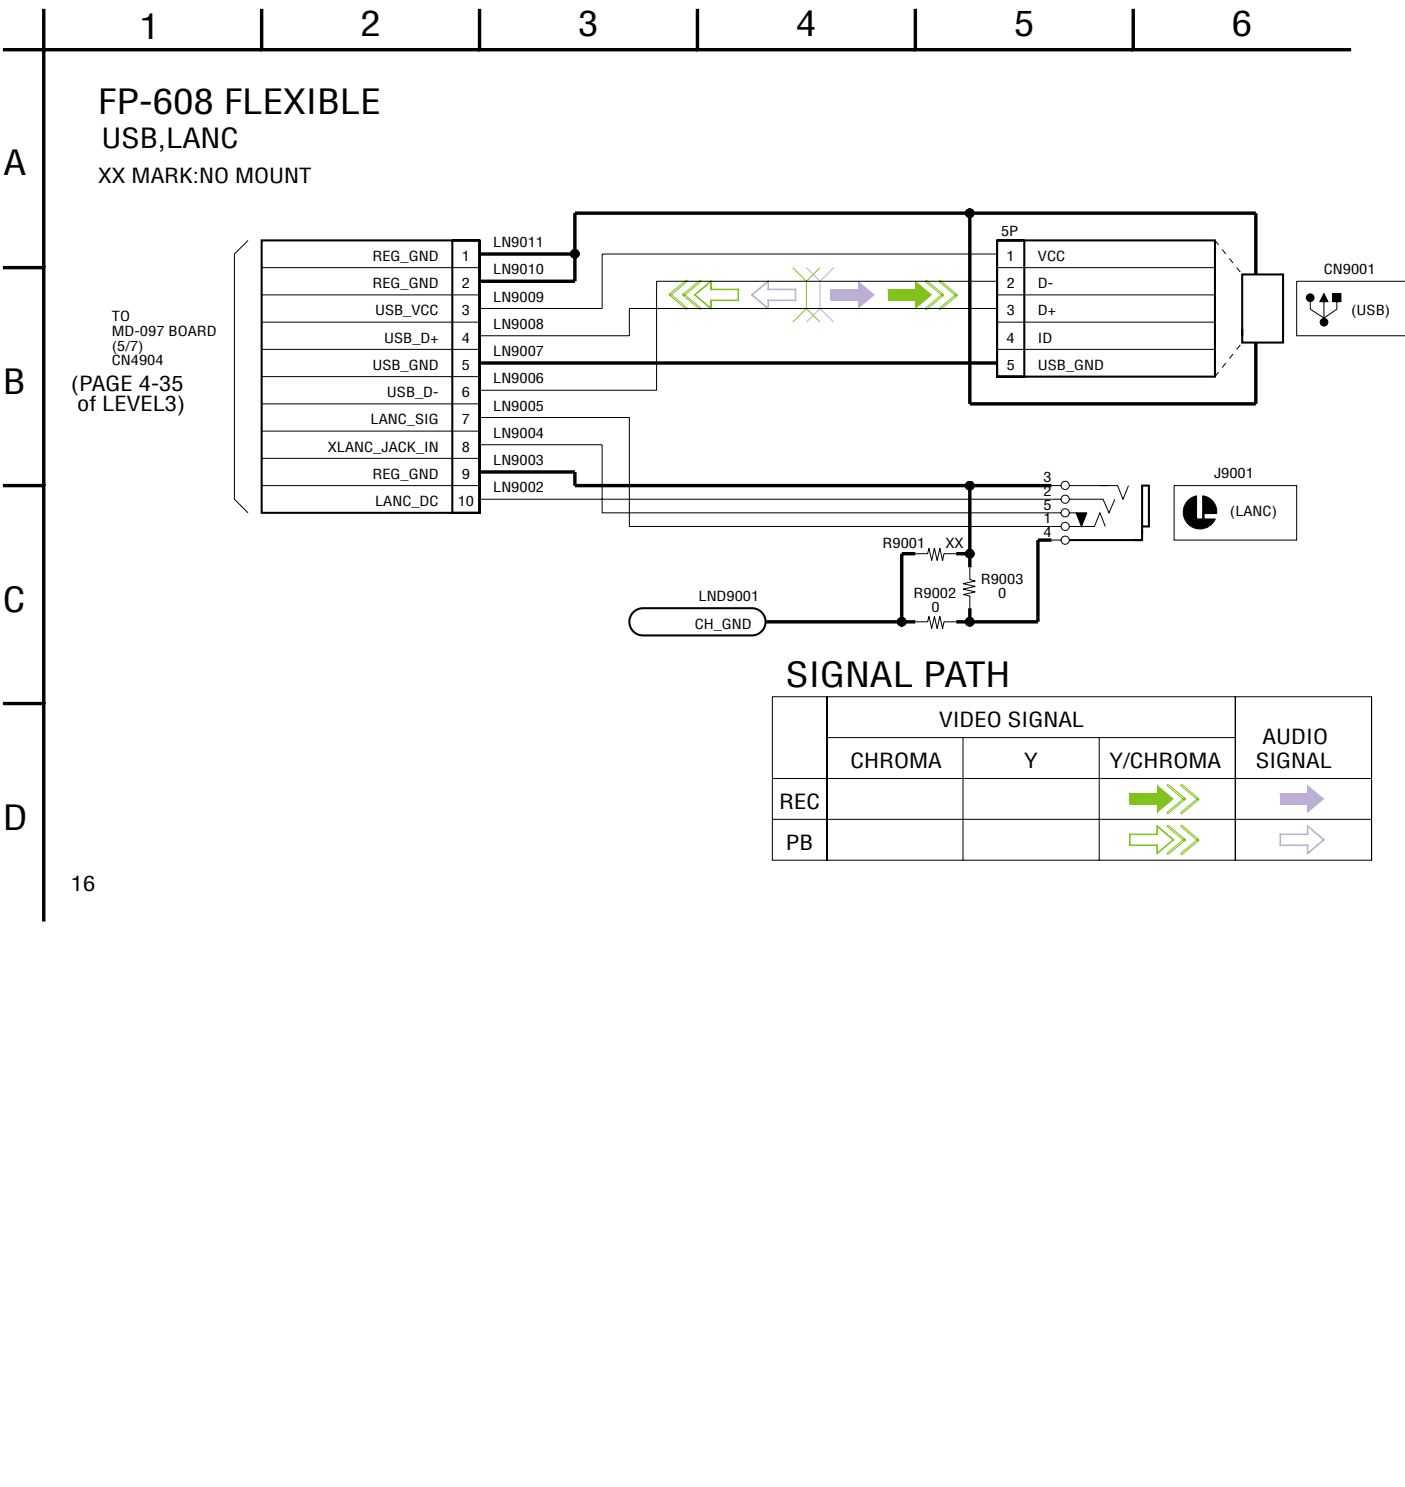 1 2 3 4 5 6
A
B
C
D
FP-608 FLEXIBLE
USB,LANC
XX MARK:NO MOUNT
TO
MD-097 BOARD
(5/7)
CN4904
(PAGE 4-35
of LEVEL3)
REG_GND 1 LN9011
REG_GND 2 LN9010
USB_VCC 3 LN9009
USB_D+ 4 LN9008
USB_GND 5 LN9007
USB_D- 6 LN9006
LANC_SIG 7 LN9005
XLANC_JACK_IN 8 LN9004
REG_GND 9 LN9003
LANC_DC 10 LN9002
5P
1 VCC
2 D-
3 D+
4 ID
5 USB_GND
CN9001
(USB)
3
2
5
1
4
J9001
(LANC)
R9001 XX
R9002
0
R9003
0
LND9001
CH_GND
SIGNAL PATH
VIDEO SIGNAL
AUDIO
SIGNAL
CHROMA Y Y/CHROMA
REC
PB
16